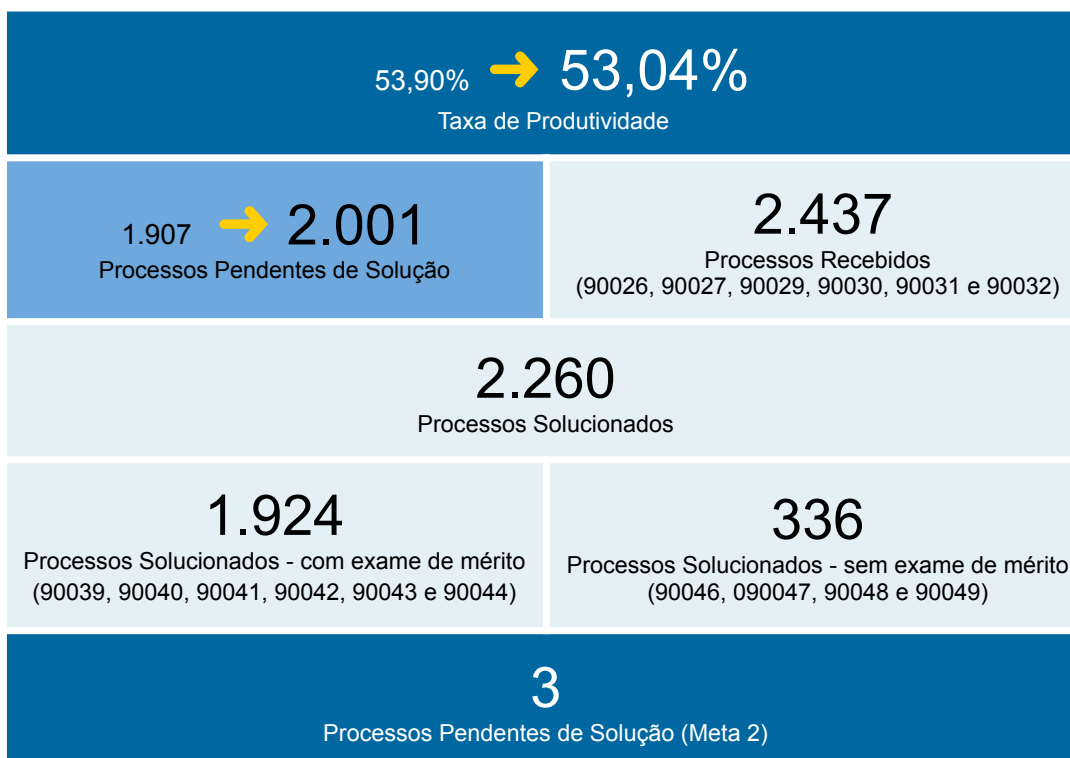 53,90% ➜ 53,04%
Taxa de Produtividade
1.907 ➜ 2.001
Processos Pendentes de Solução
2.437
Processos Recebidos
(90026, 90027, 90029, 90030, 90031 e 90032)
2.260
Processos Solucionados
1.924
Processos Solucionados - com exame de mérito
(90039, 90040, 90041, 90042, 90043 e 90044)
336
Processos Solucionados - sem exame de mérito
(90046, 090047, 90048 e 90049)
3
Processos Pendentes de Solução (Meta 2)